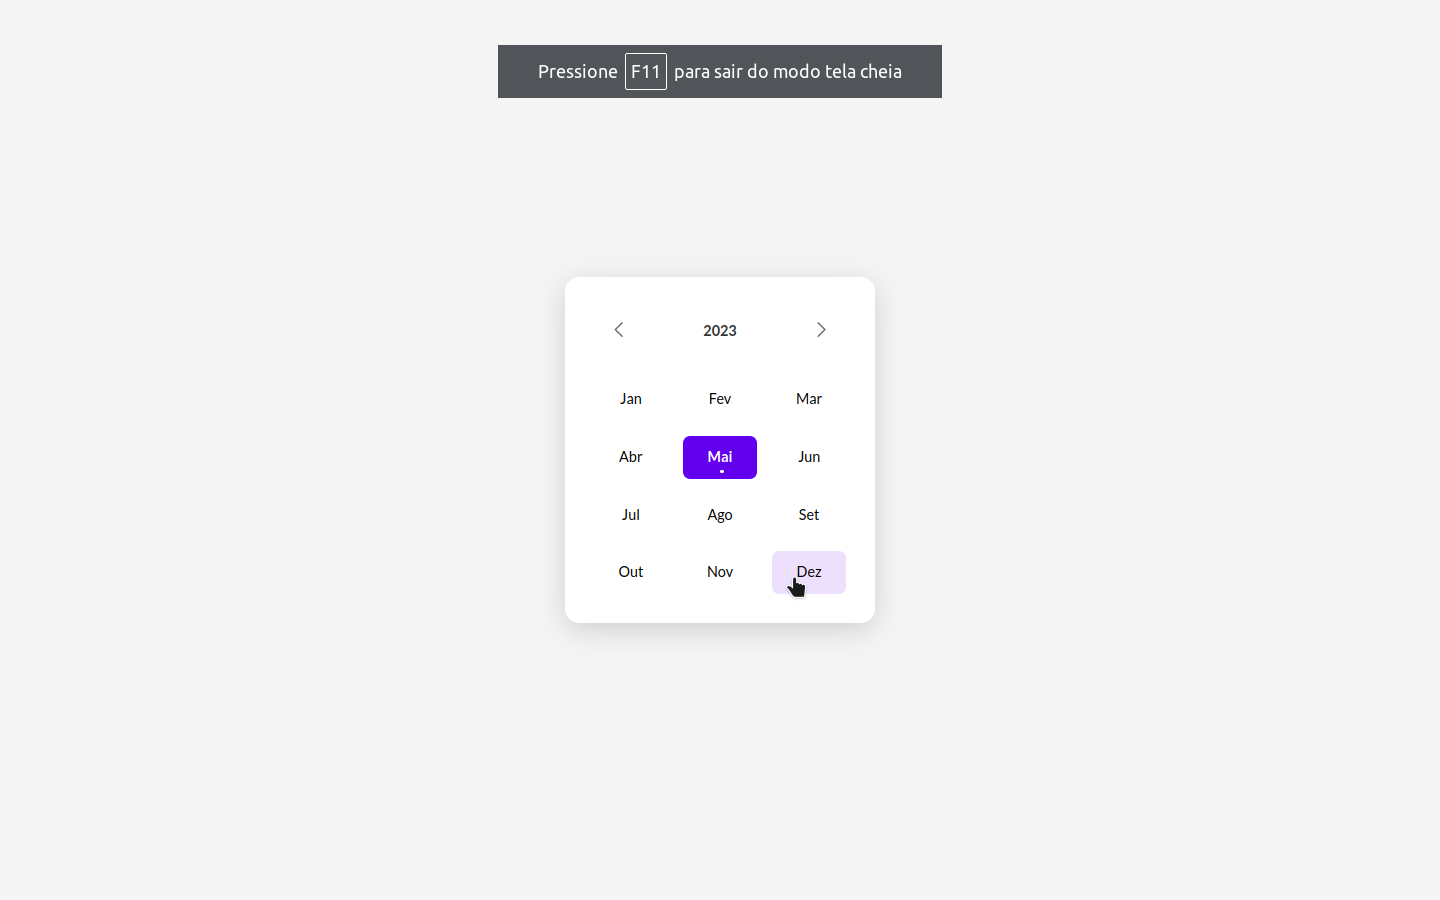 Pressione F11 para sair do modo tela cheia
2023
Jan Fev Mar
Abr Mai Jun
Jul Ago Set
Out Nov Dez